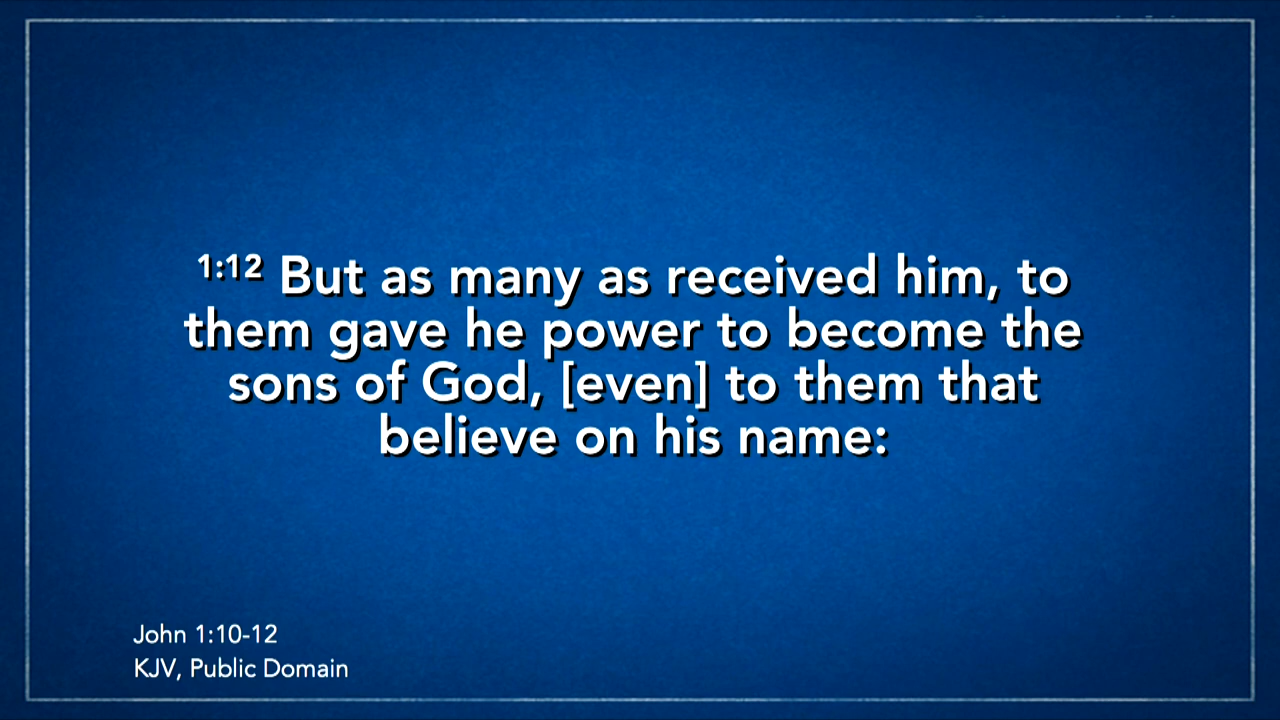 1:12 But as many as received him, to
them gave he power to become the
sons of God, [even] to them that
believe on his name:
John 1:10-12
KJV, Public Domain